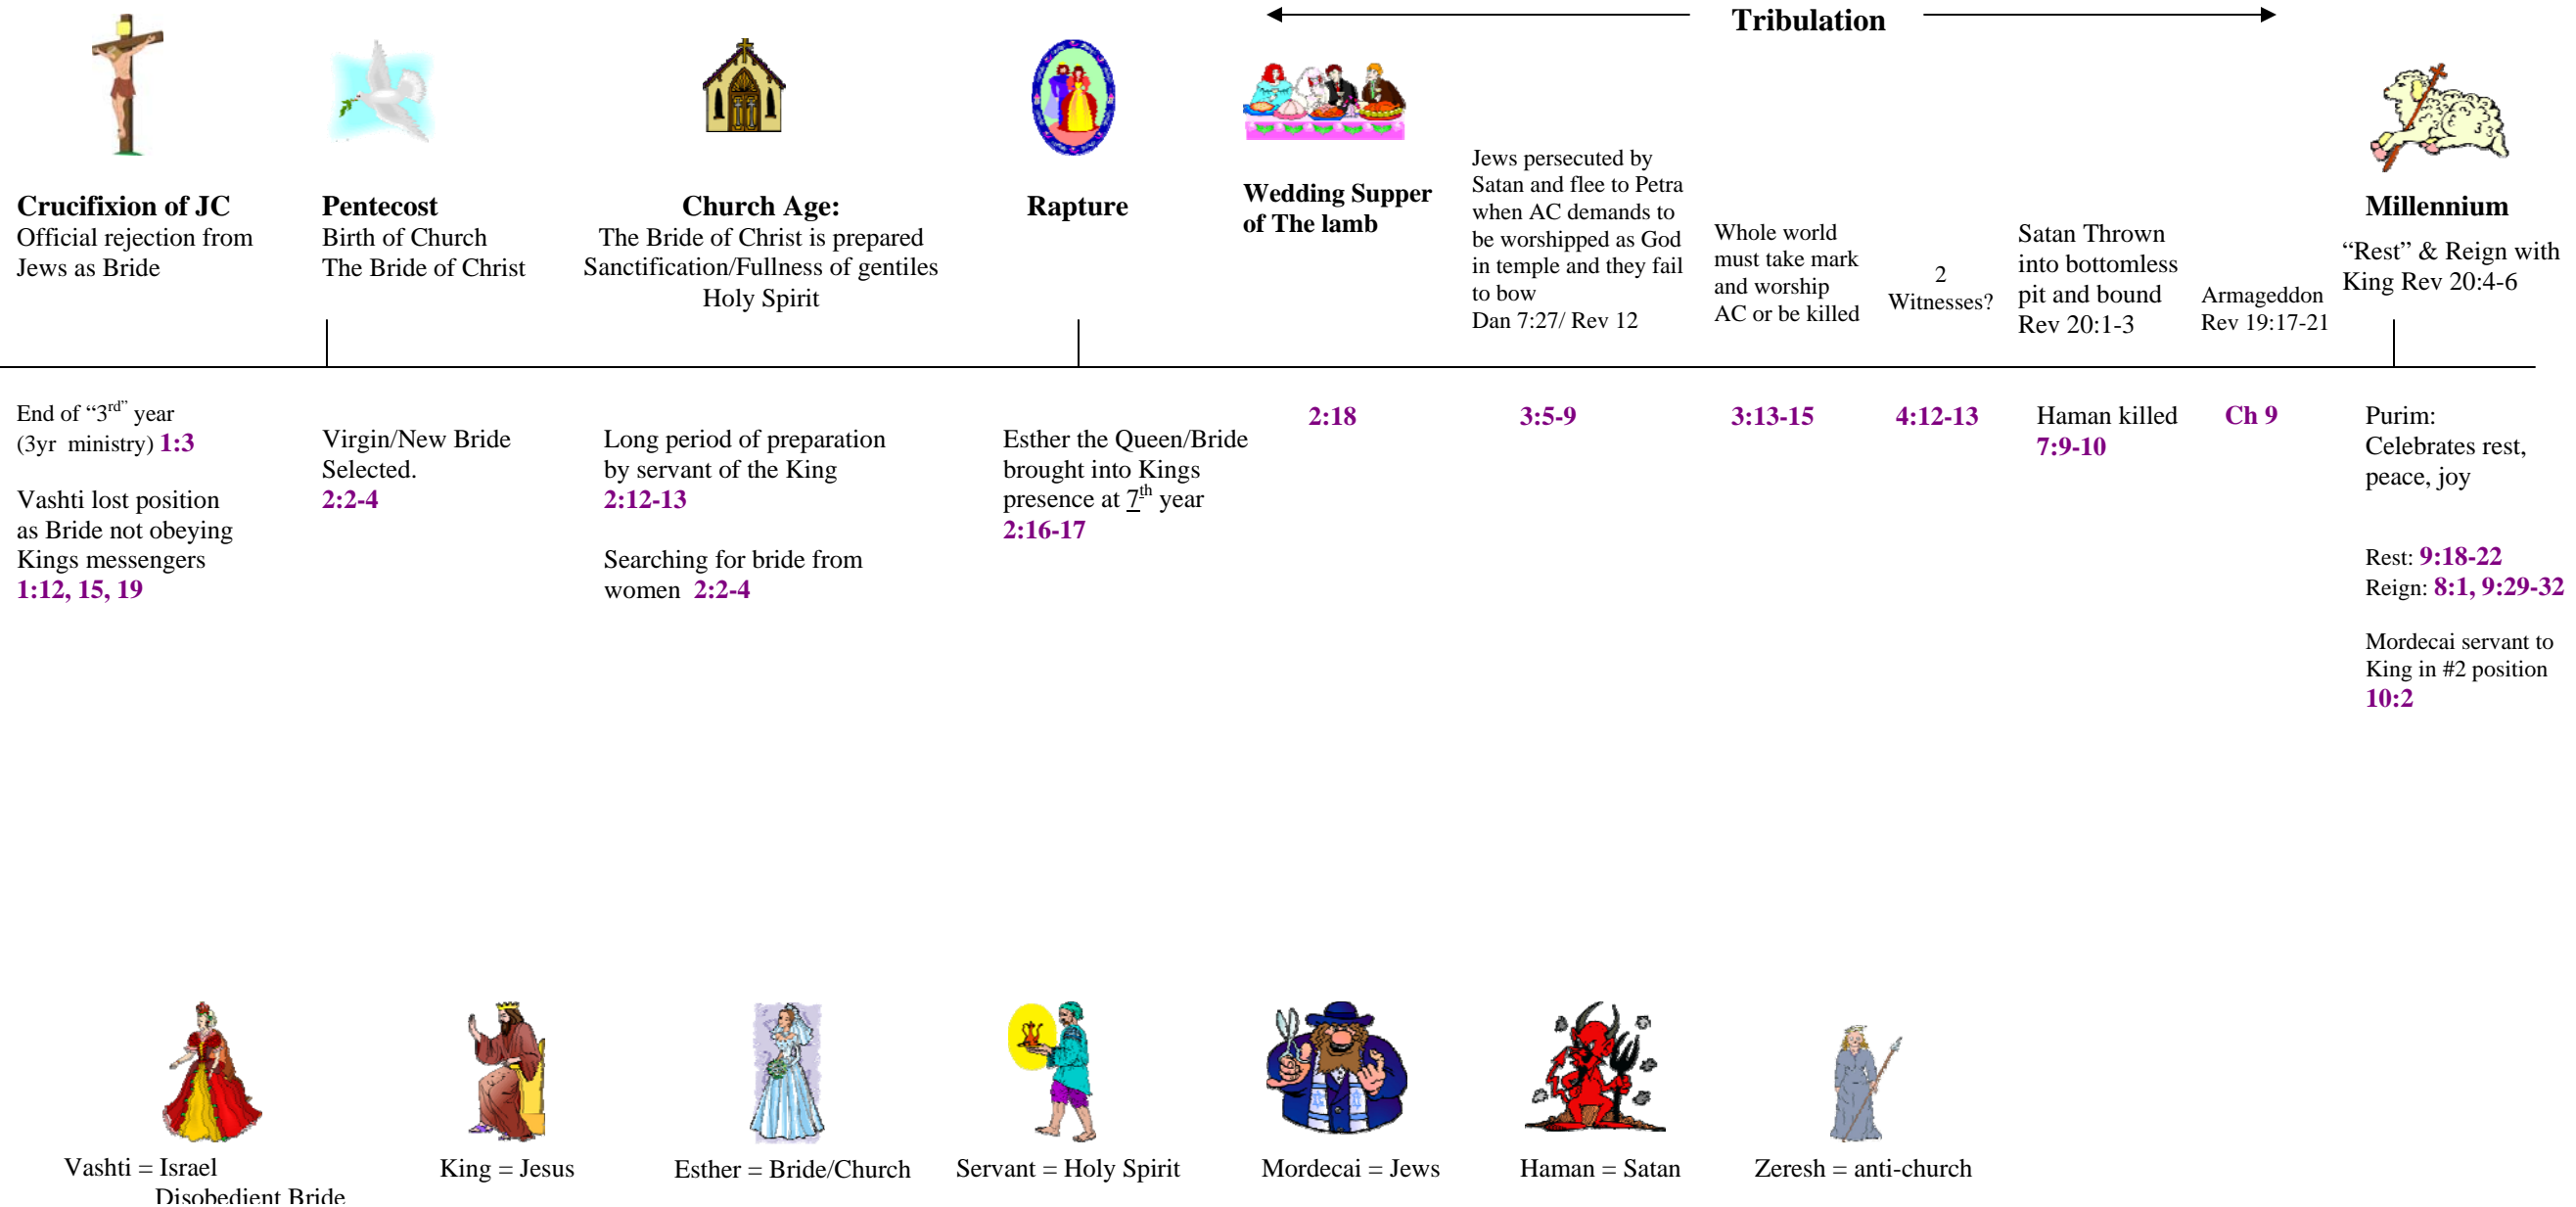 Tribulation
Crucifixion of JC
Official rejection from
Jews as Bride
Pentecost
Birth of Church
The Bride of Christ
Church Age:
The Bride of Christ is prepared
Sanctification/Fullness of gentiles
Holy Spirit
Rapture
Wedding Supper
of The lamb
Jews persecuted by
Satan and flee to Petra
when AC demands to
be worshipped as God
in temple and they fail
to bow
Dan 7:27/ Rev 12
Whole world
must take mark
and worship
AC or be killed
2
Witnesses?
Satan Thrown
into bottomless
pit and bound
Rev 20:1-3
Armageddon
Rev 19:17-21
Millennium
“Rest” & Reign with
King Rev 20:4-6
End of “3rd” year
(3yr ministry) 1:3
Vashti lost position
as Bride not obeying
Kings messengers
1:12, 15, 19
Virgin/New Bride
Selected.
2:2-4
Long period of preparation
by servant of the King
2:12-13
Searching for bride from
women 2:2-4
Esther the Queen/Bride
brought into Kings
presence at 7th year
2:16-17
2:18
3:5-9
3:13-15
4:12-13
Haman killed
7:9-10
Ch 9
Purim:
Celebrates rest,
peace, joy
Rest: 9:18-22
Reign: 8:1, 9:29-32
Mordecai servant to
King in #2 position
10:2
Vashti = Israel
Disobedient Bride
King = Jesus
Esther = Bride/Church
Servant = Holy Spirit
Mordecai = Jews
Haman = Satan
Zeresh = anti-church